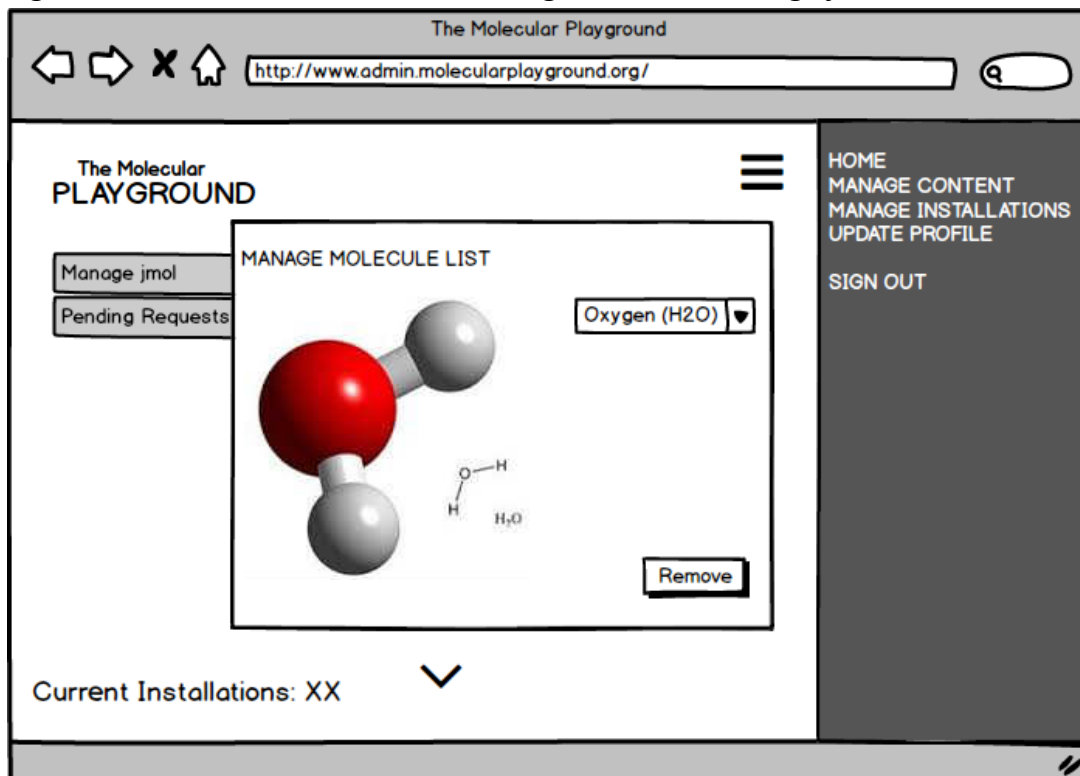 The Molecular Playground
http://www.admin.molecularplayground.org/
The Molecular
PLAYGROUND
HOME
MANAGE CONTENT
MANAGE INSTALLATIONS
UPDATE PROFILE
SIGN OUT
Manage jmol
Pending Requests
MANAGE MOLECULE LIST
Oxygen (H2O)
O H
H
H₂O
Remove
Current Installations: XX